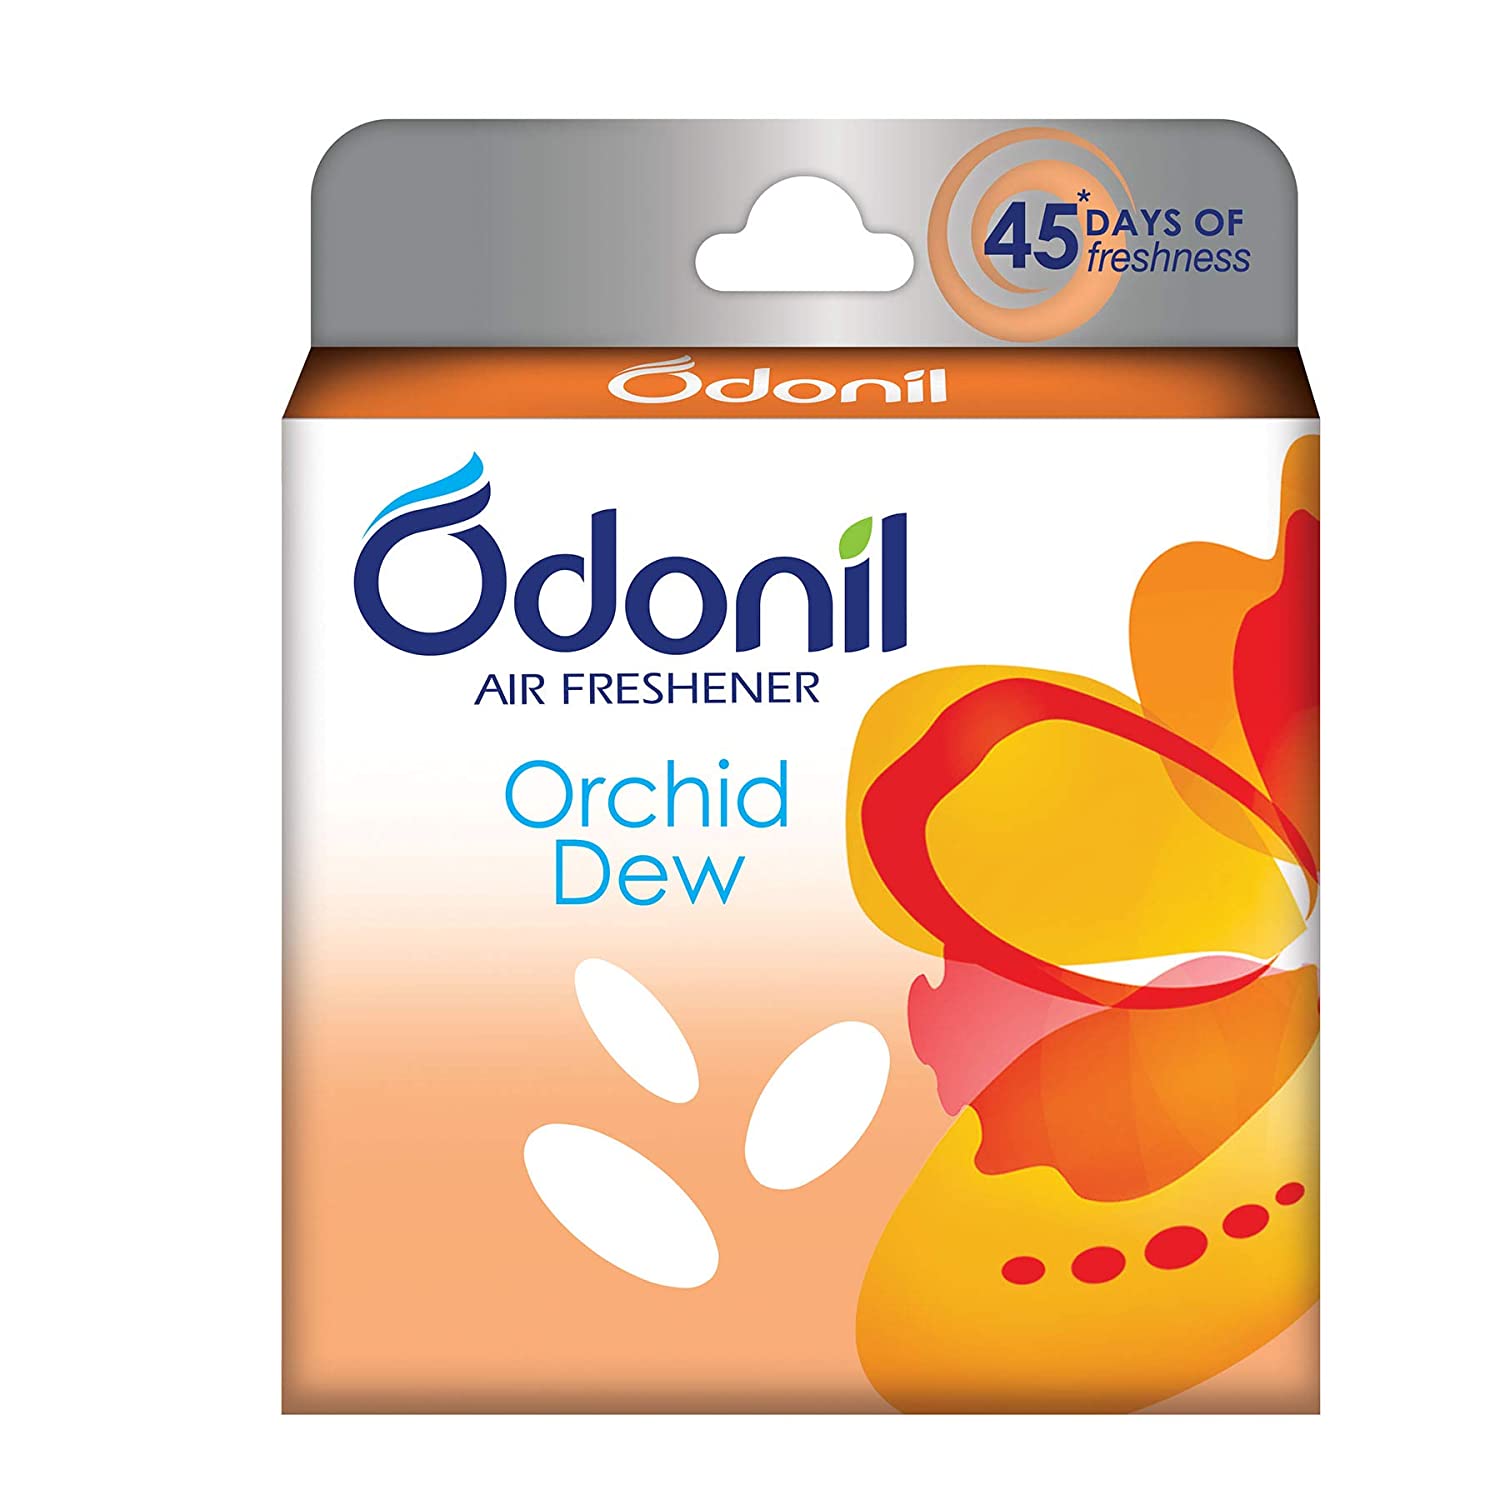 45* DAYS OF
freshness
Odonil
Odonil
AIR FRESHENER
Orchid
Dew